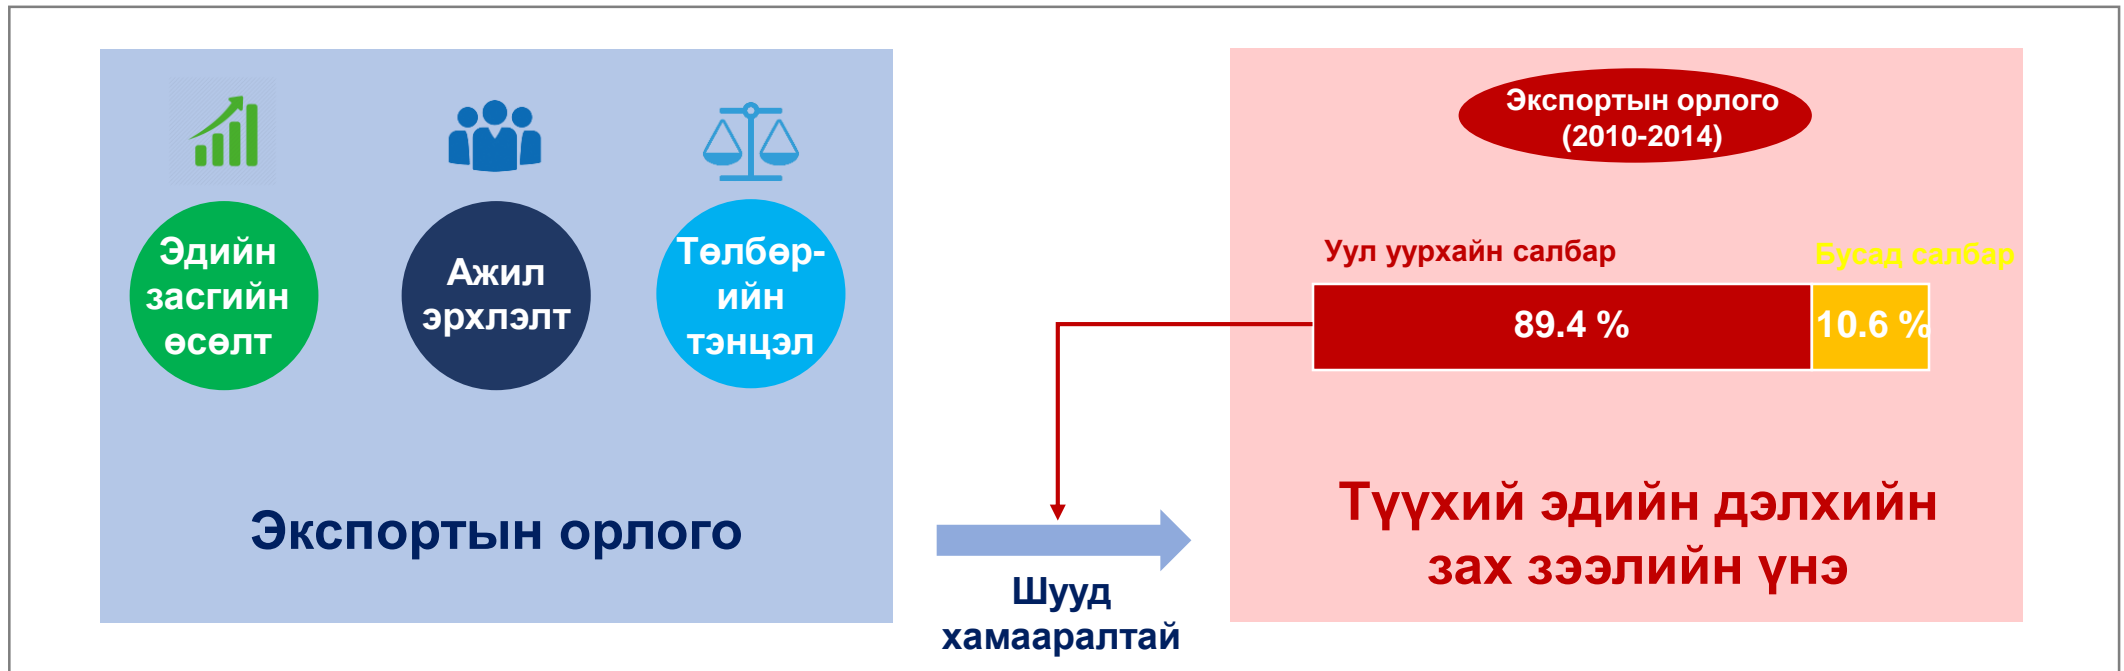 Эдийн
засгийн
өсөлт
Ажил
эрхлэлт
Төлбөр-
ийн
тэнцэл
Экспортын орлого
Шууд
хамааралтай
Экспортын орлого
(2010-2014)
Уул уурхайн салбар
Бусад салбар
89.4 %
10.6 %
Түүхий эдийн дэлхийн
зах зээлийн үнэ